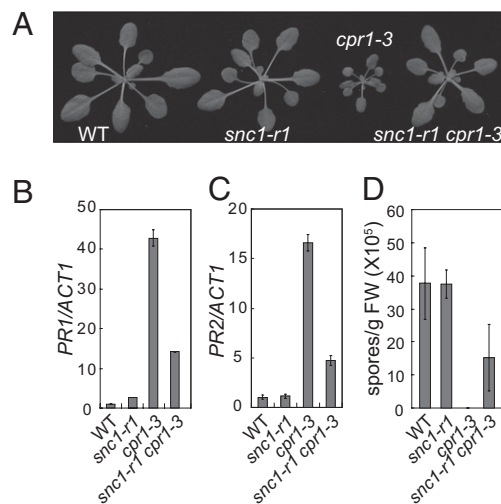 A
cpr1-3
WT
snc1-r1
snc1-r1 cpr1-3
B
C
D
PR1/ACT1
50
40
30
20
10
0
WT
snc1-r1
cpr1-3
snc1-r1 cpr1-3
PR2/ACT1
20
15
10
5
0
WT
snc1-r1
cpr1-3
snc1-r1 cpr1-3
spores/g FW (X10⁵)
60
50
40
30
20
10
0
WT
snc1-r1
cpr1-3
snc1-r1 cpr1-3